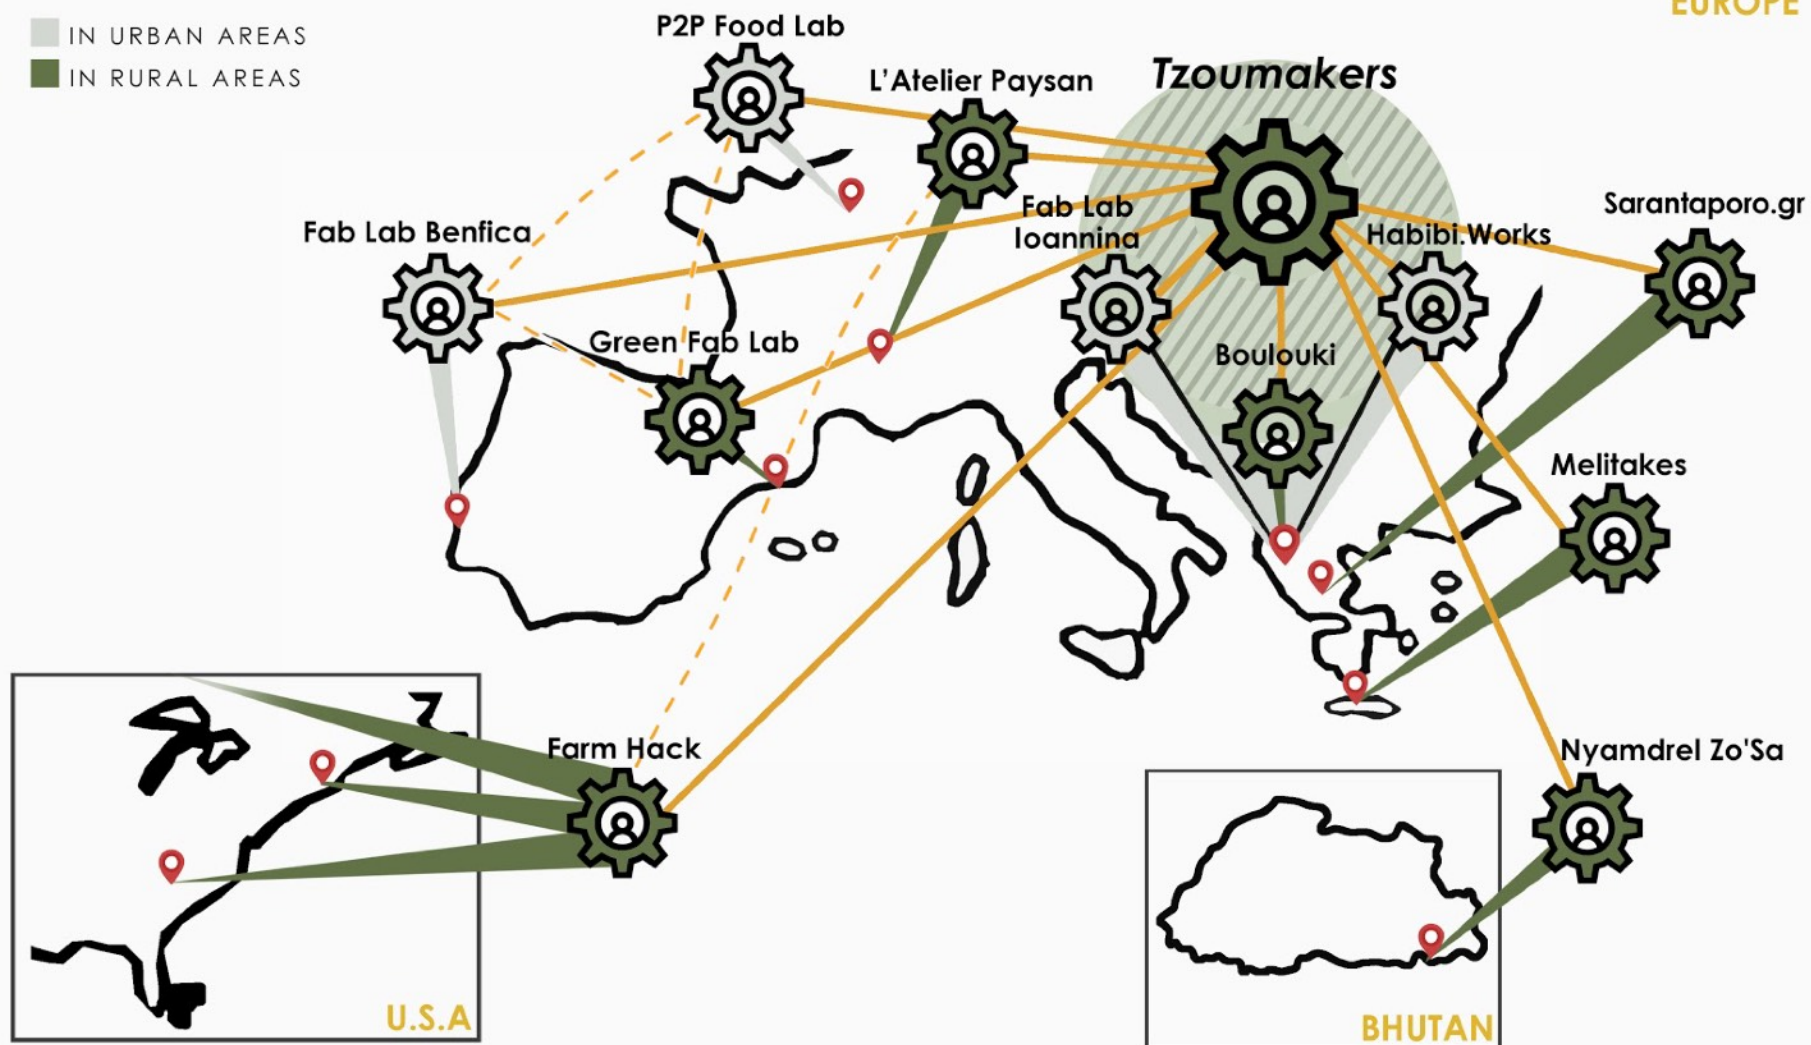 EUROPE
IN URBAN AREAS
IN RURAL AREAS
P2P Food Lab
L'Atelier Paysan
Tzoumakers
Fab Lab
Ioannina
Habibi.Works
Sarantaporo.gr
Fab Lab Benfica
Green Fab Lab
Boulouki
Melitakes
Farm Hack
Nyamdrel Zo'Sa
U.S.A
BHUTAN